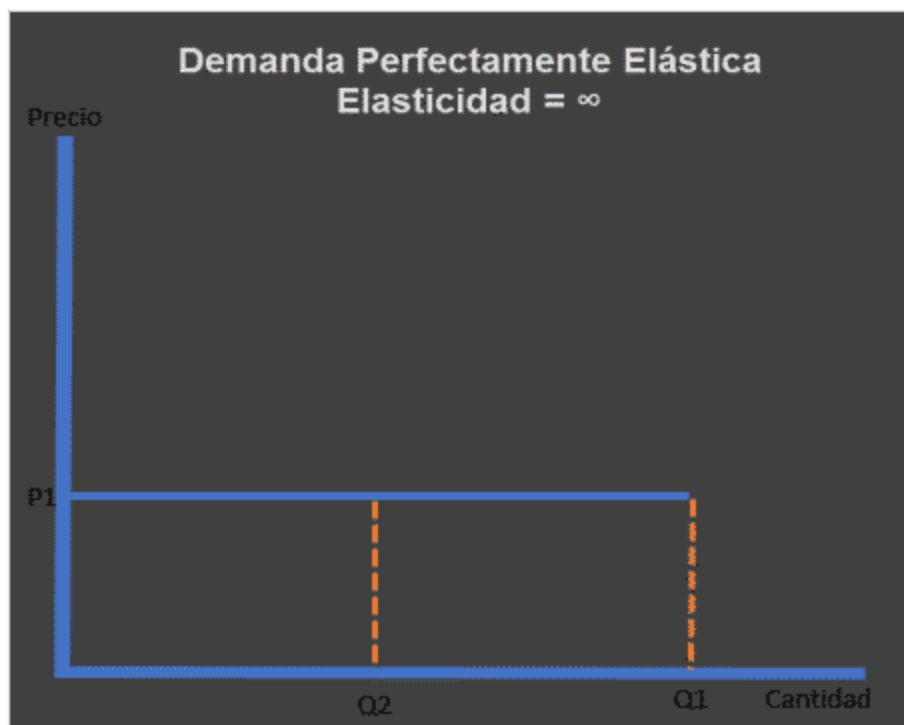 Demanda Perfectamente Elástica
Elasticidad = ∞
Precio
P1
Q2
Q1
Cantidad